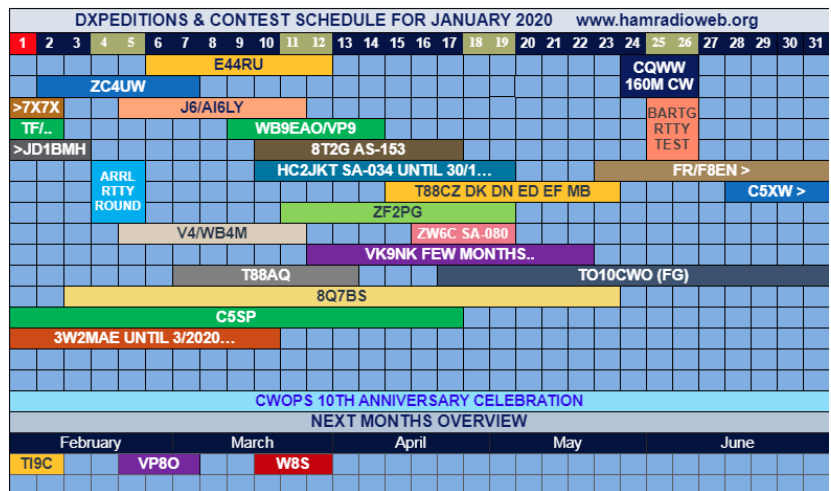 DXPEDITIONS & CONTEST SCHEDULE FOR JANUARY 2020 www.hamradioweb.org
1 2 3 4 5 6 7 8 9 10 11 12 13 14 15 16 17 18 19 20 21 22 23 24 25 26 27 28 29 30 31
E44RU
CQWW
160M CW
ZC4UW
>7X7X
J6/AI6LY
BARTG
RTTY
TEST
TF/..
WB9EAO/VP9
>JD1BMH
8T2G AS-153
ARRL
RTTY
ROUND
HC2JKT SA-034 UNTIL 30/1...
FR/F8EN >
T88CZ DK DN ED EF MB
C5XW >
ZF2PG
V4/WB4M
ZW6C SA-080
VK9NK FEW MONTHS..
T88AQ
TO10CWO (FG)
8Q7BS
C5SP
3W2MAE UNTIL 3/2020...
CWOPS 10TH ANNIVERSARY CELEBRATION
NEXT MONTHS OVERVIEW
February March April May June
TI9C VP8O W8S